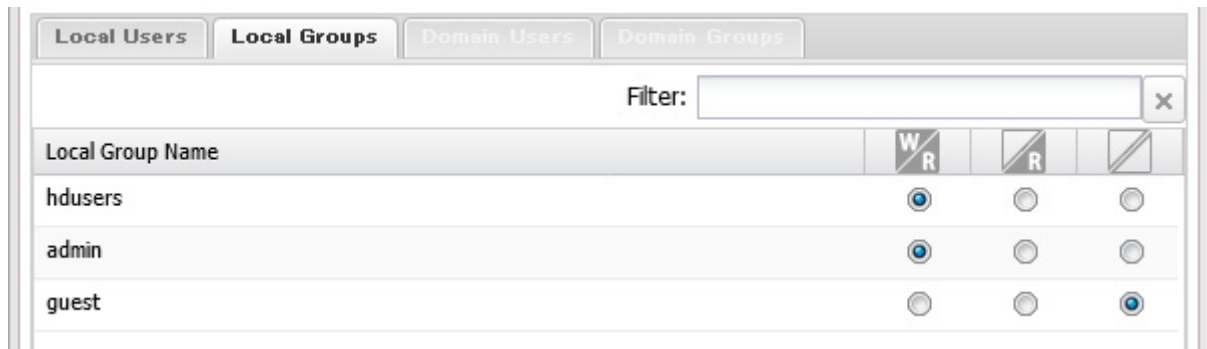 Local Users Local Groups Domain Users Domain Groups
Filter:
Local Group Name W/R R
hdusers
admin
guest